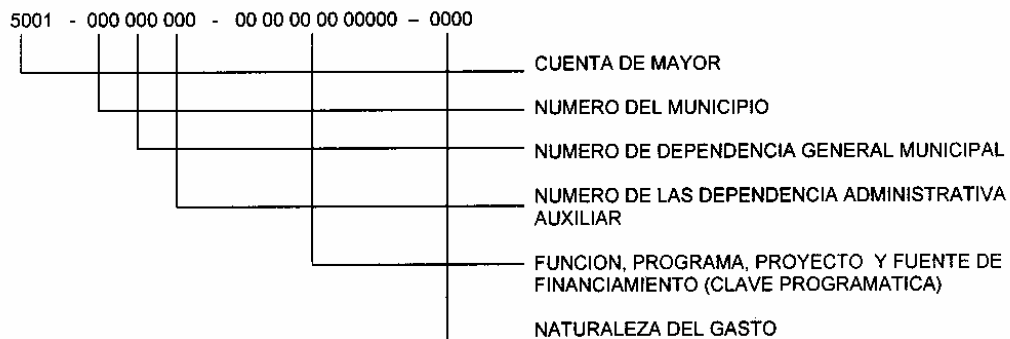 5001 - 000 000 000 - 00 00 00 00 00 00000 – 0000
CUENTA DE MAYOR
NUMERO DEL MUNICIPIO
NUMERO DE DEPENDENCIA GENERAL MUNICIPAL
NUMERO DE LAS DEPENDENCIA ADMINISTRATIVA
AUXILIAR
FUNCION, PROGRAMA, PROYECTO Y FUENTE DE
FINANCIAMIENTO (CLAVE PROGRAMATICA)
NATURALEZA DEL GASTO